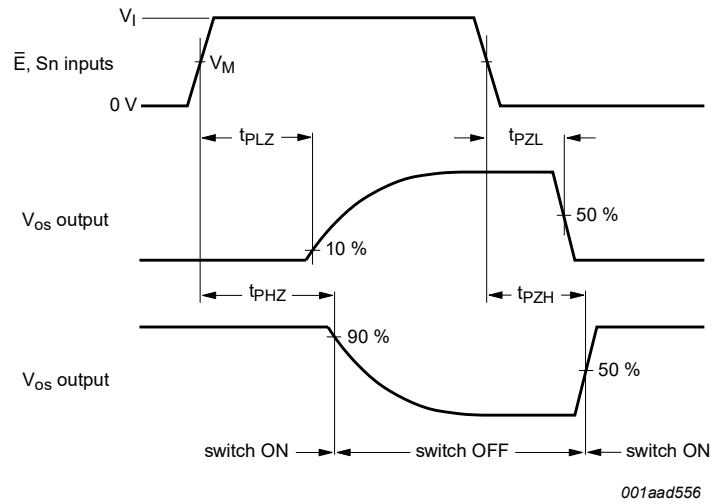 V_I
E̅, Sn inputs
V_M
0 V
t_PLZ
t_PZL
V_os output
50 %
10 %
t_PHZ
t_PZH
90 %
V_os output
50 %
switch ON
switch OFF
switch ON
001aad556